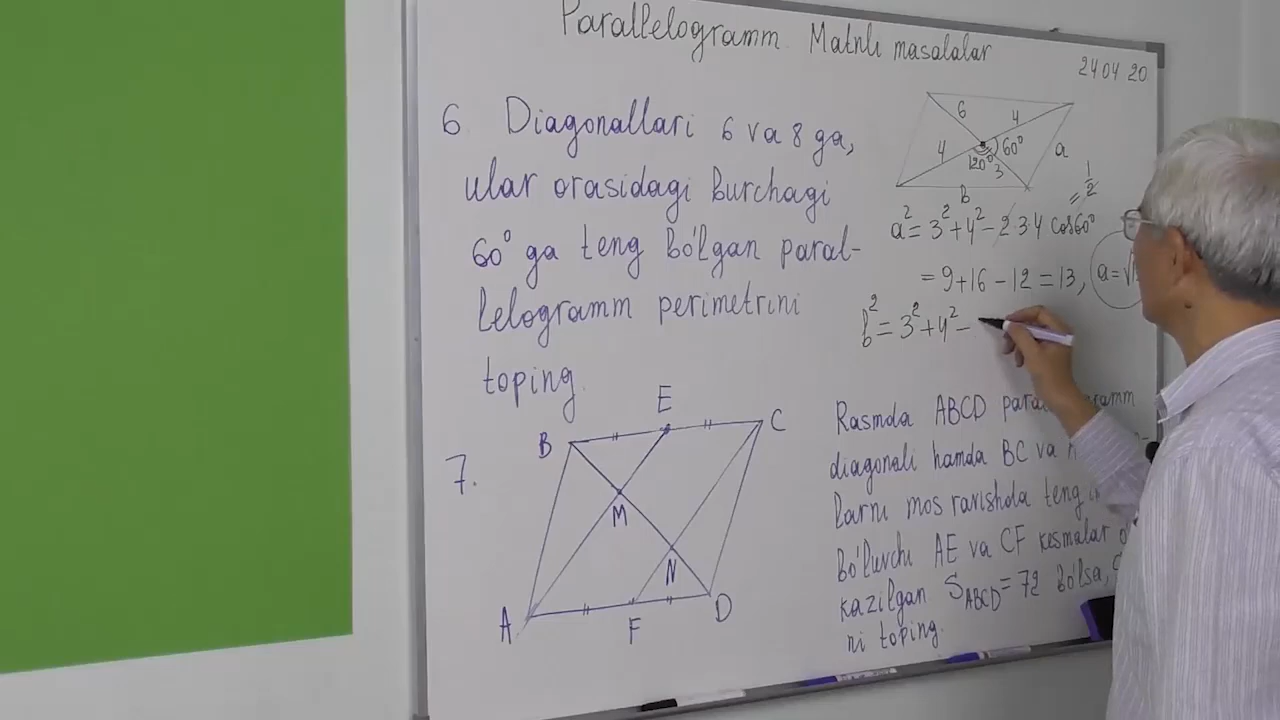 Parallelogramm. Matnli masalalar
24 04 20
6. Diagonallari 6 va 8 ga,
ular orasidagi burchagi
60° ga teng bo'lgan paral-
lelogramm perimetrini
toping.
6
4
4
60°
120°
3
a
b
a² = 3² + 4² - 2·3·4 cos60°
= 1/2
= 9+16-12 = 13, a = √
b² = 3² + 4² -
7.
B
E
C
M
N
A
F
D
Rasmda ABCD
diagonali hamda BC va
larni mos ravishda teng
bo'luvchi AE va CF kesmalar
kazilgan S_ABCD = 72 bo'lsa,
ni toping.